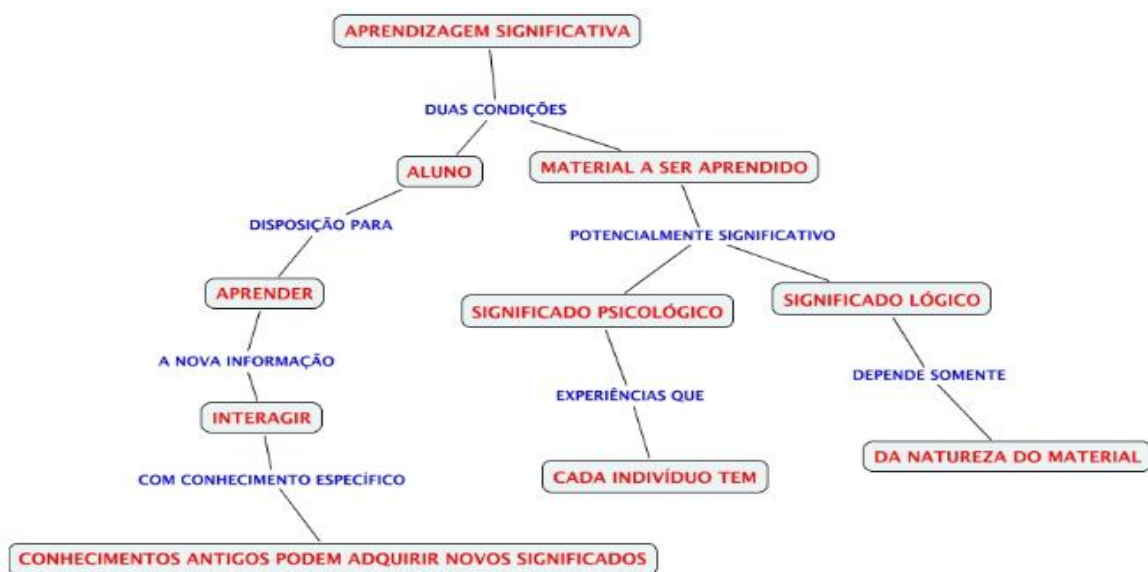 APRENDIZAGEM SIGNIFICATIVA
DUAS CONDIÇÕES
ALUNO
MATERIAL A SER APRENDIDO
DISPOSIÇÃO PARA
POTENCIALMENTE SIGNIFICATIVO
APRENDER
SIGNIFICADO PSICOLÓGICO
SIGNIFICADO LÓGICO
A NOVA INFORMAÇÃO
EXPERIÊNCIAS QUE
DEPENDE SOMENTE
INTERAGIR
CADA INDIVÍDUO TEM
DA NATUREZA DO MATERIAL
COM CONHECIMENTO ESPECÍFICO
CONHECIMENTOS ANTIGOS PODEM ADQUIRIR NOVOS SIGNIFICADOS